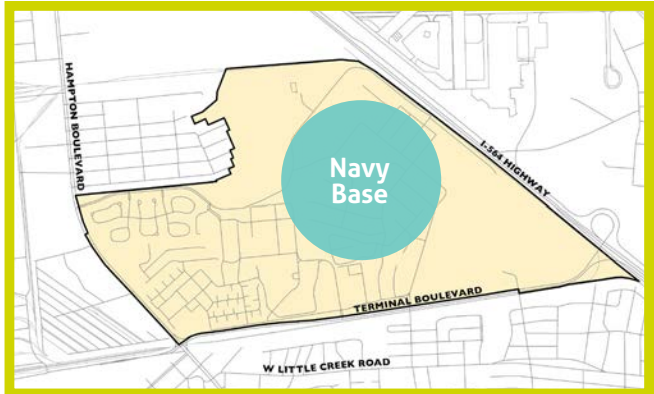 HAMPTON BOULEVARD
I-564 HIGHWAY
Navy
Base
TERMINAL BOULEVARD
W LITTLE CREEK ROAD